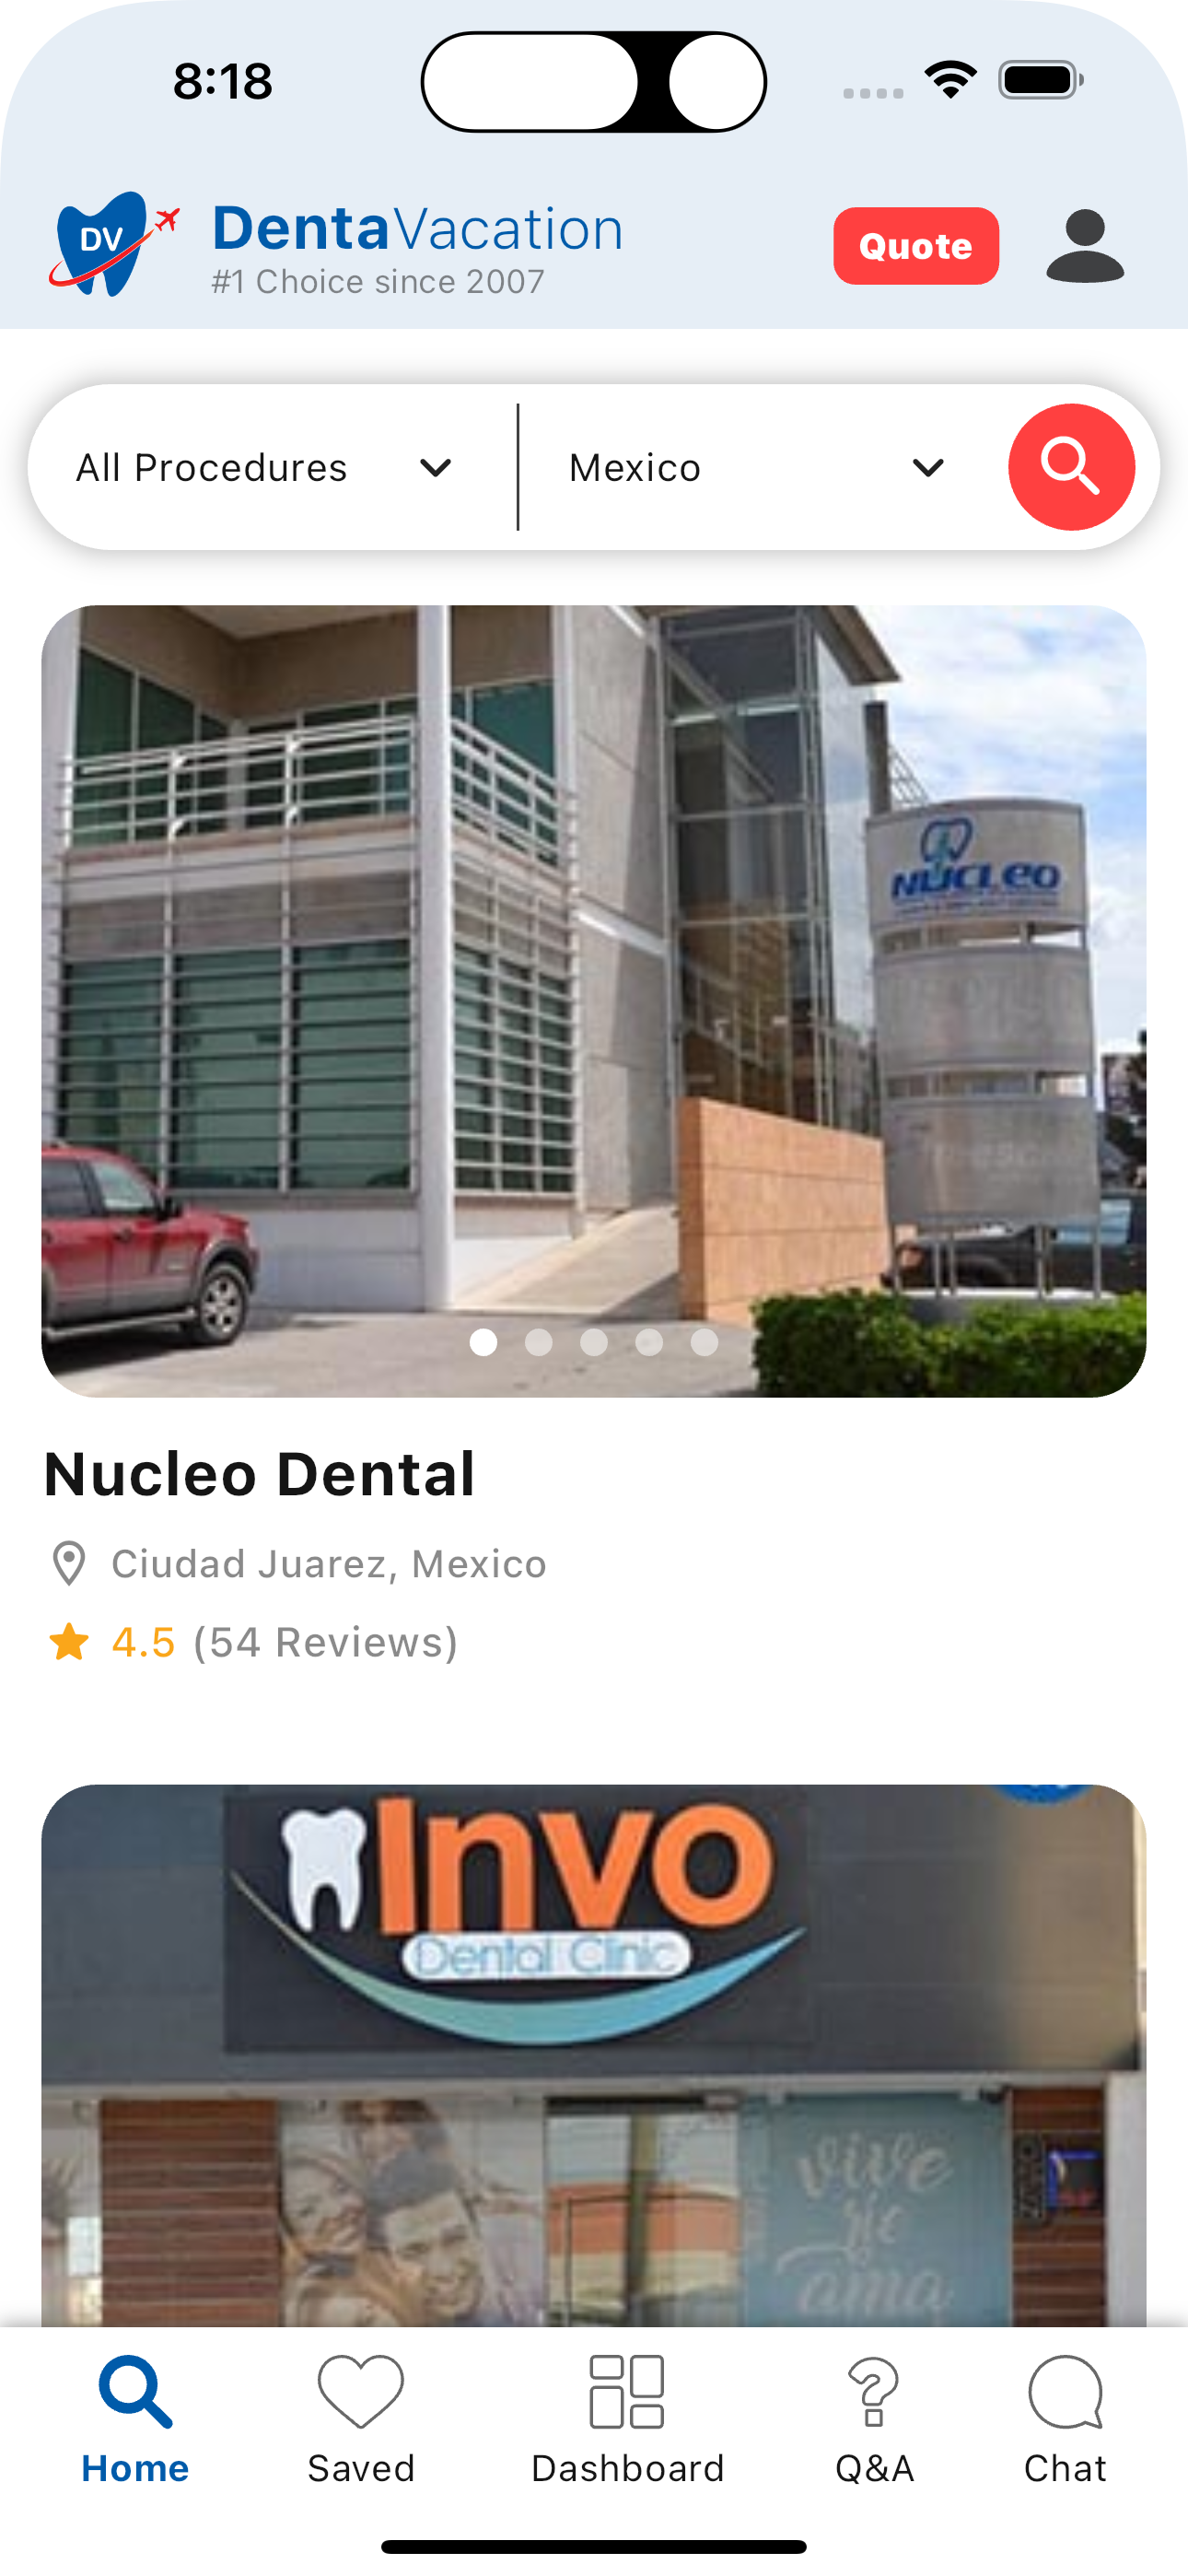 8:18
DV
DentaVacation
#1 Choice since 2007
Quote
All Procedures
Mexico
NUCLEO
Nucleo Dental
Ciudad Juarez, Mexico
4.5 (54 Reviews)
Invo
Dental Clinic
vive
ríe
ama
Home
Saved
Dashboard
Q&A
Chat